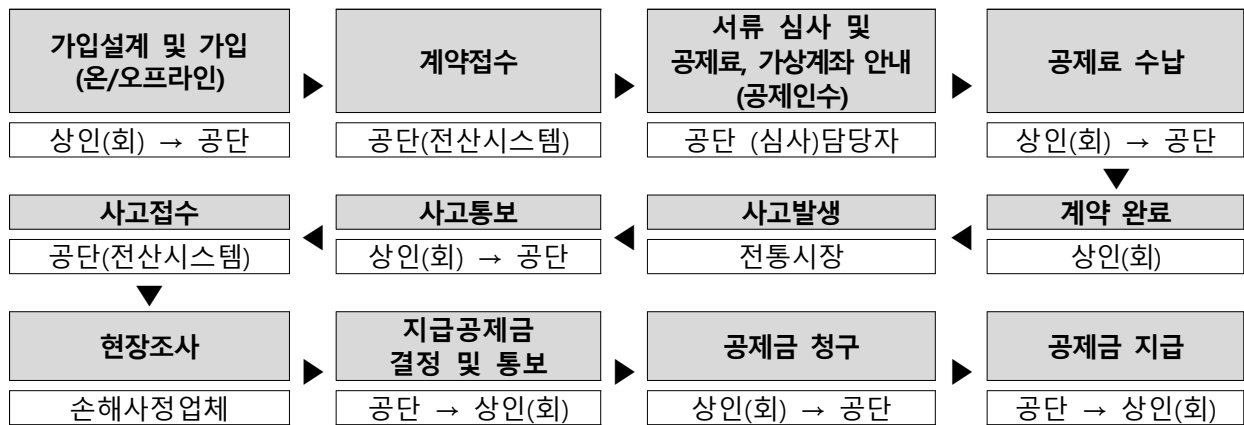 가입설계 및 가입
(온/오프라인)
상인(회) → 공단
▶
계약접수
공단(전산시스템)
▶
서류 심사 및
공제료, 가상계좌 안내
(공제인수)
공단 (심사)담당자
▶
공제료 수납
상인(회) → 공단
▼
계약 완료
상인(회)
◀
사고발생
전통시장
◀
사고통보
상인(회) → 공단
◀
사고접수
공단(전산시스템)
▼
현장조사
손해사정업체
▶
지급공제금
결정 및 통보
공단 → 상인(회)
▶
공제금 청구
상인(회) → 공단
▶
공제금 지급
공단 → 상인(회)